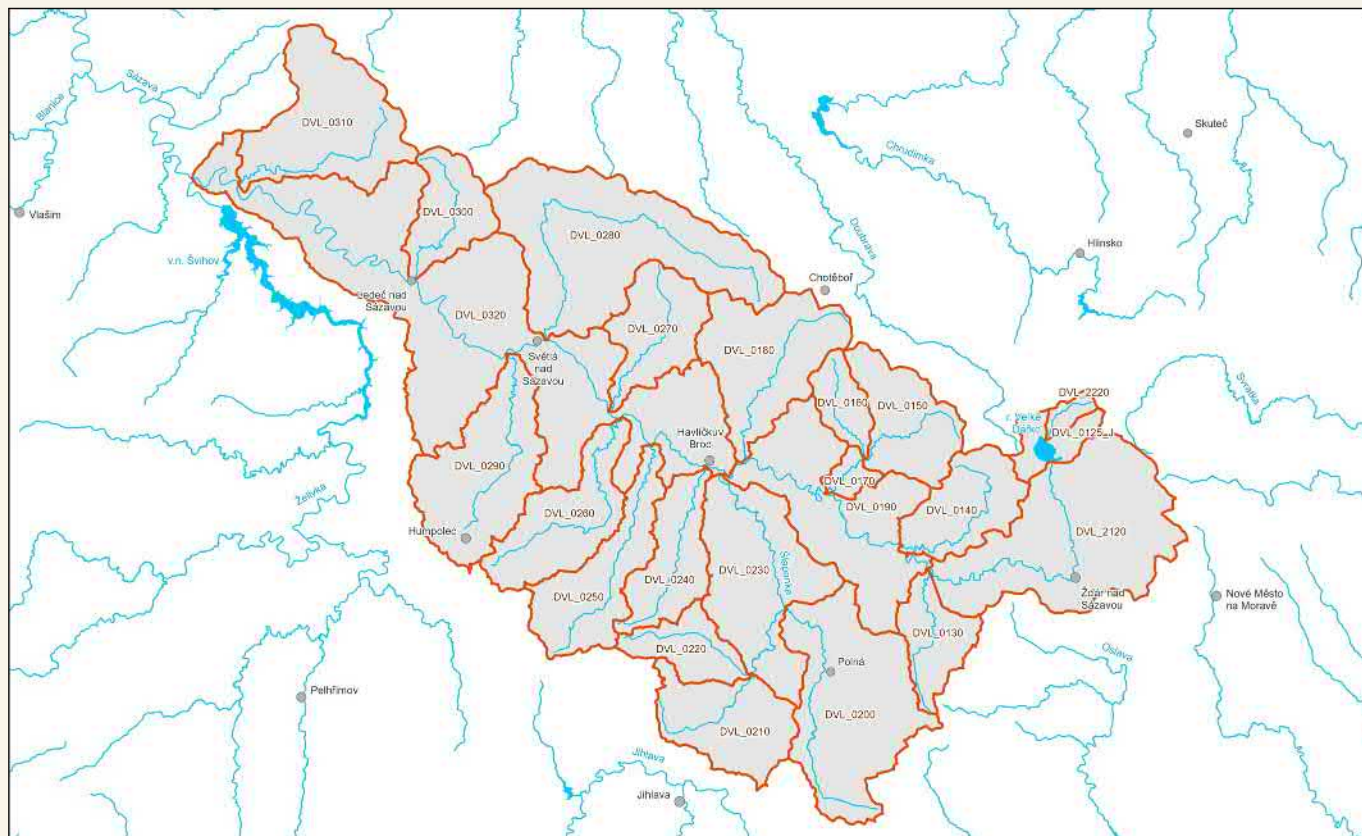 Sázava
Blanice
DVL_0310
Skuteč
Chrudimka
Vlašim
DVL_0300
DVL_0280
Doubrava
Hlinsko
v.n. Švihov
Chotěboř
Ledeč nad
Sázavou
DVL_0320
DVL_0270
DVL_0180
Světlá
nad
Sázavou
Svratka
DVL_2220
DVL_0160
DVL_0150
r. Velké
Dářko
DVL_0125_J
Havlíčkův
Brod
DVL_0290
DVL_0170
Želivka
DVL_0190
DVL_0140
DVL_0260
Humpolec
DVL_2120
Šlapanka
DVL_0230
DVL_0240
DVL_0250
Žďár nad
Sázavou
Nové Město
na Moravě
DVL_0130
DVL_0220
Oslava
Polná
Pelhřimov
DVL_0200
DVL_0210
Jihlava
Jihlava